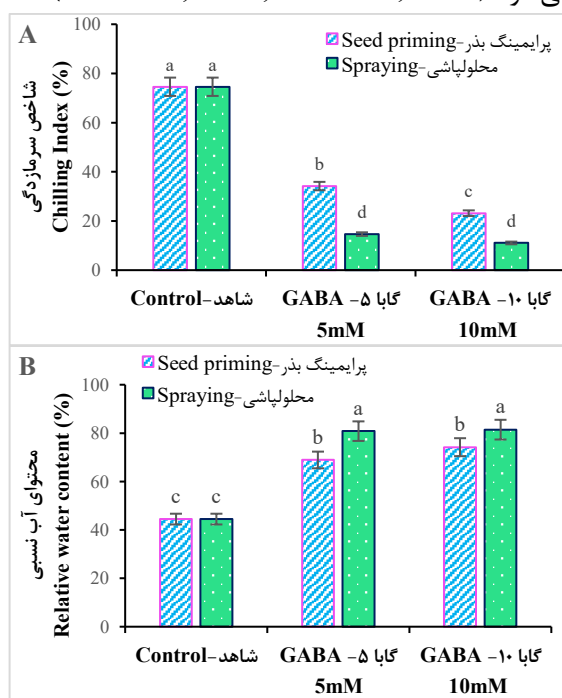 A
Seed priming-پرایمینگ بذر
Spraying-محلولپاشی
شاخص سرمازدگی
Chilling Index (%)
100
80
60
40
20
0
a a
b d
c d
Control-شاهد
GABA -۵ گابا
5mM
GABA -۱۰ گابا
10mM
B
Seed priming-پرایمینگ بذر
Spraying-محلولپاشی
محتوای آب نسبی
Relative water content (%)
100
80
60
40
20
0
c c
b a
b a
Control-شاهد
GABA -۵ گابا
5mM
GABA -۱۰ گابا
10mM